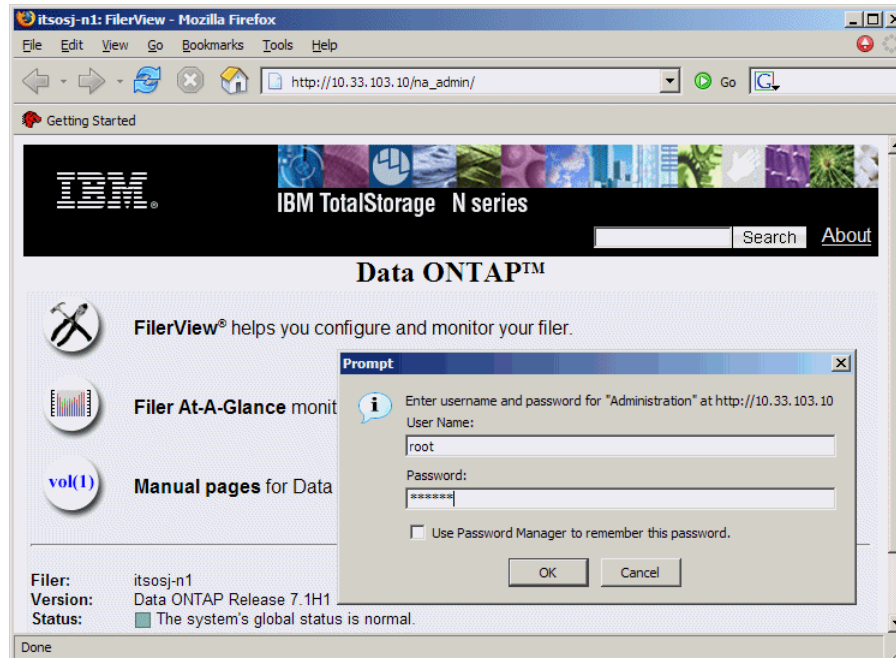 itsosj-n1: FilerView - Mozilla Firefox
File Edit View Go Bookmarks Tools Help
http://10.33.103.10/na_admin/ Go G
Getting Started
IBM®
IBM TotalStorage N series
Search About
Data ONTAP™
FilerView® helps you configure and monitor your filer.
Filer At-A-Glance monit
vol(1)
Manual pages for Data
Prompt
Enter username and password for "Administration" at http://10.33.103.10
User Name:
root
Password:
******
Use Password Manager to remember this password.
OK Cancel
Filer: itsosj-n1
Version: Data ONTAP Release 7.1H1
Status: The system's global status is normal.
Done